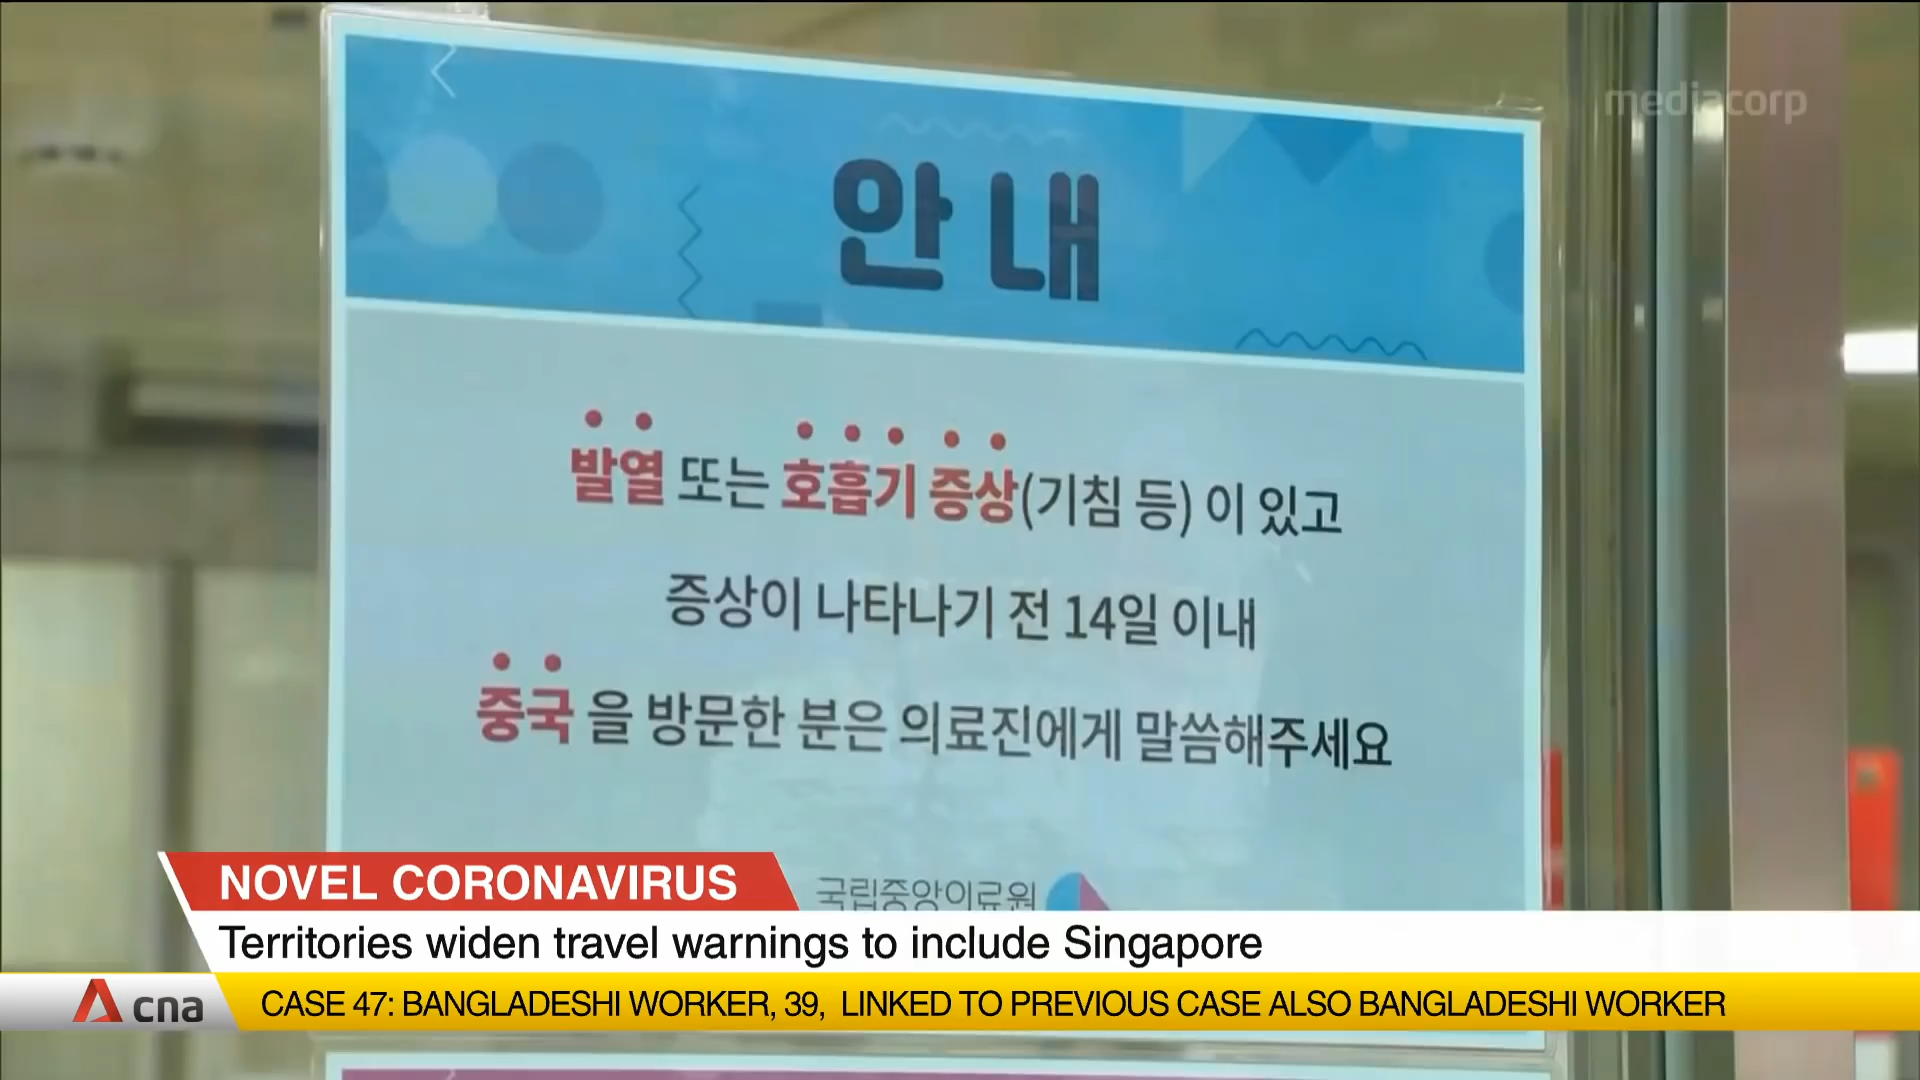 mediacorp
안내
발열 또는 호흡기 증상(기침 등) 이 있고
증상이 나타나기 전 14일 이내
중국 을 방문한 분은 의료진에게 말씀해주세요
국립중앙의료원
NOVEL CORONAVIRUS
Territories widen travel warnings to include Singapore
cna
CASE 47: BANGLADESHI WORKER, 39, LINKED TO PREVIOUS CASE ALSO BANGLADESHI WORKER